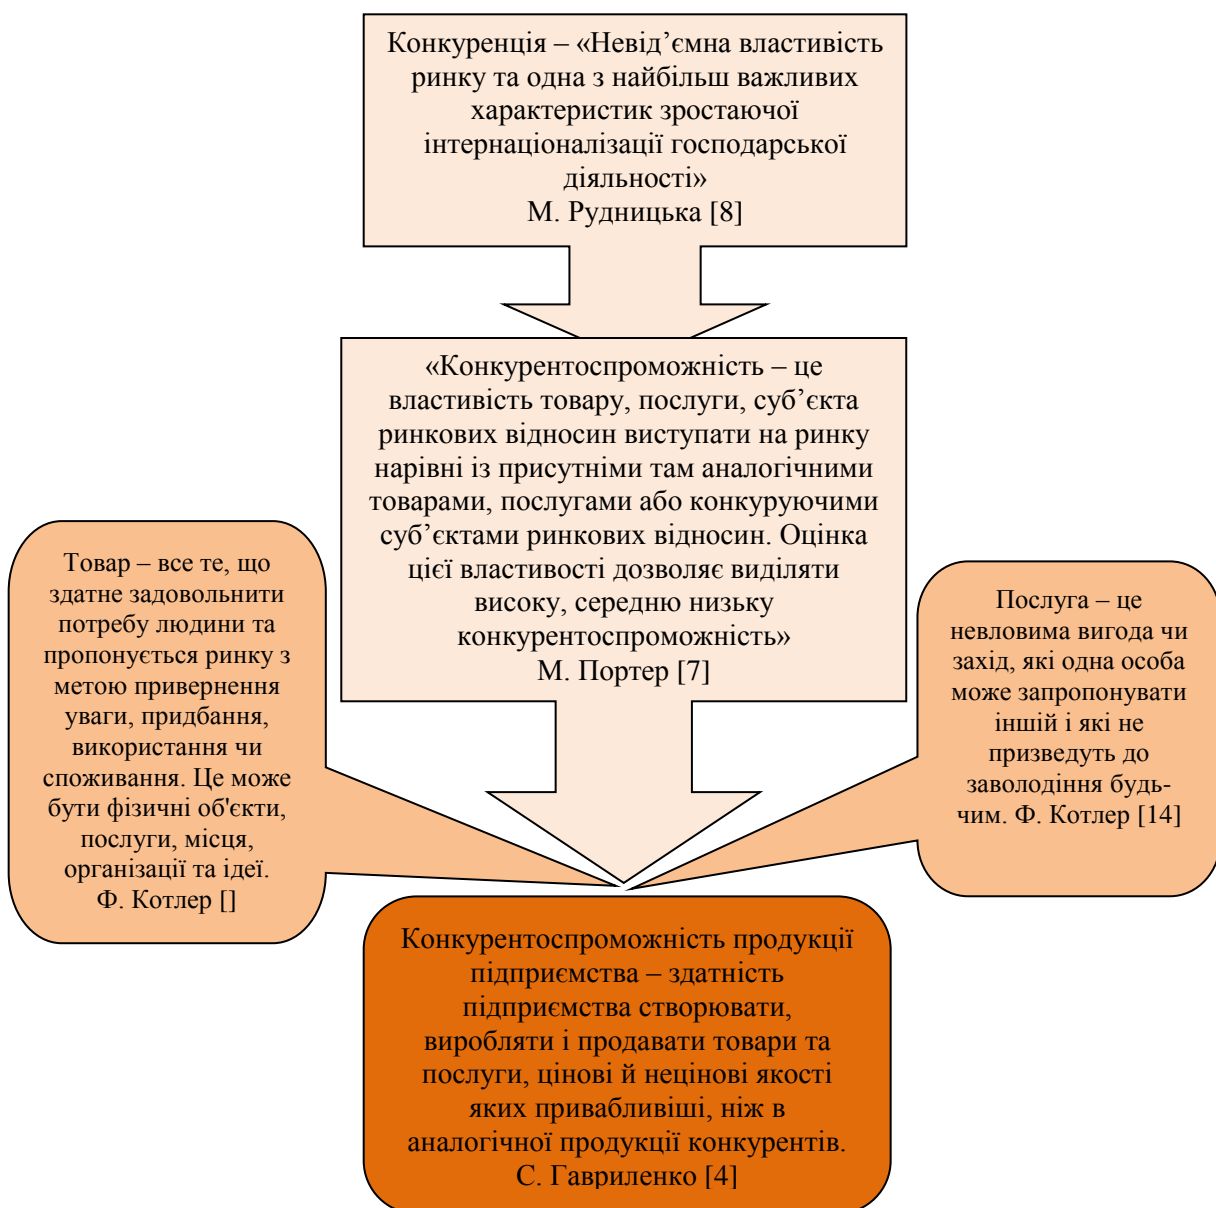 Конкуренція – «Невід’ємна властивість
ринку та одна з найбільш важливих
характеристик зростаючої
інтернаціоналізації господарської
діяльності»
М. Рудницька [8]
«Конкурентоспроможність – це
властивість товару, послуги, суб’єкта
ринкових відносин виступати на ринку
нарівні із присутніми там аналогічними
товарами, послугами або конкуруючими
суб’єктами ринкових відносин. Оцінка
цієї властивості дозволяє виділяти
високу, середню низьку
конкурентоспроможність»
М. Портер [7]
Товар – все те, що
здатне задовольнити
потребу людини та
пропонується ринку з
метою привернення
уваги, придбання,
використання чи
споживання. Це може
бути фізичні об'єкти,
послуги, місця,
організації та ідеї.
Ф. Котлер []
Послуга – це
невловима вигода чи
захід, які одна особа
може запропонувати
іншій і які не
призведуть до
заволодіння будь-
чим. Ф. Котлер [14]
Конкурентоспроможність продукції
підприємства – здатність
підприємства створювати,
виробляти і продавати товари та
послуги, цінові й нецінові якості
яких привабливіші, ніж в
аналогічної продукції конкурентів.
С. Гавриленко [4]